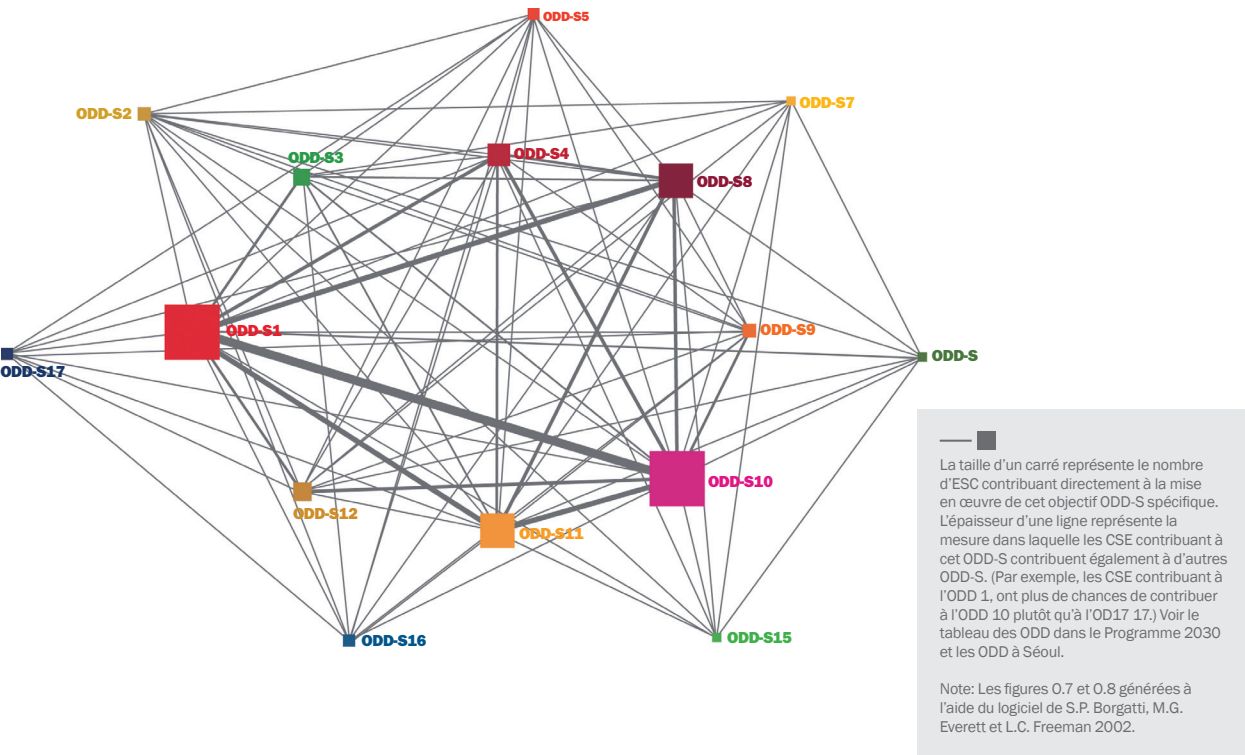 ODD-S5
ODD-S7
ODD-S2
ODD-S3
ODD-S4
ODD-S8
ODD-S1
ODD-S9
ODD-S
ODD-S17
ODD-S10
ODD-S12
ODD-S11
ODD-S16
ODD-S15
La taille d’un carré représente le nombre
d’ESC contribuant directement à la mise
en œuvre de cet objectif ODD-S spécifique.
L’épaisseur d’une ligne représente la
mesure dans laquelle les CSE contribuant à
cet ODD-S contribuent également à d’autres
ODD-S. (Par exemple, les CSE contribuant à
l’ODD 1, ont plus de chances de contribuer
à l’ODD 10 plutôt qu’à l’OD17 17.) Voir le
tableau des ODD dans le Programme 2030
et les ODD à Séoul.
Note: Les figures 0.7 et 0.8 générées à
l’aide du logiciel de S.P. Borgatti, M.G.
Everett et L.C. Freeman 2002.